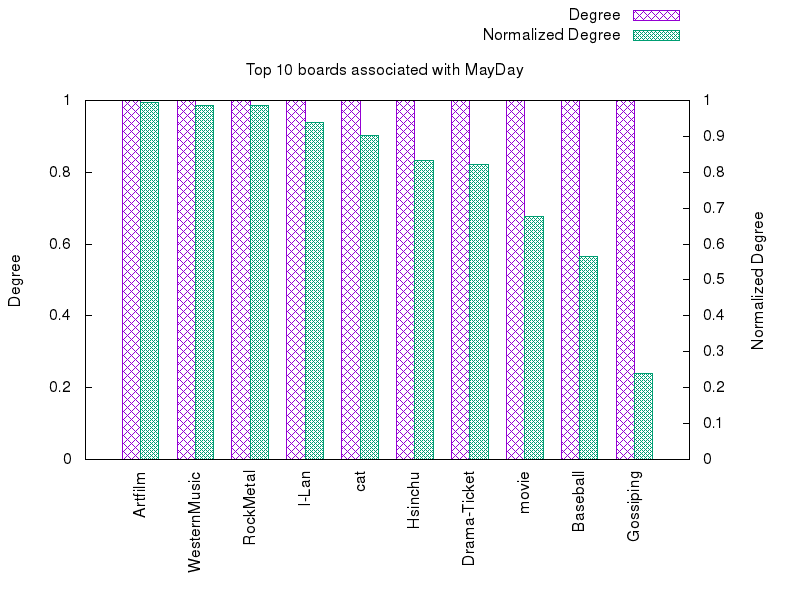 Degree
Normalized Degree
Top 10 boards associated with MayDay
1
0.8
0.6
0.4
0.2
0
Degree
1
0.9
0.8
0.7
0.6
0.5
0.4
0.3
0.2
0.1
0
Normalized Degree
Artfilm
WesternMusic
RockMetal
I-Lan
cat
Hsinchu
Drama-Ticket
movie
Baseball
Gossiping